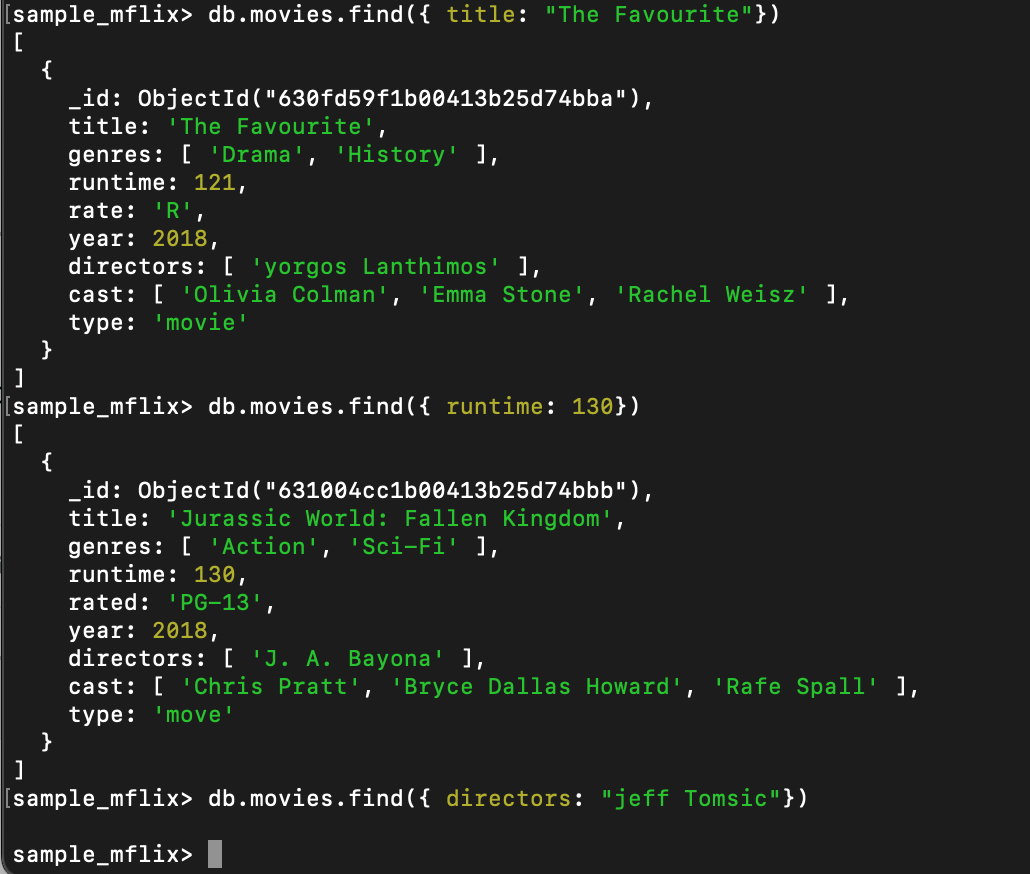 [sample_mflix> db.movies.find({ title: "The Favourite"})
[
  {
    _id: ObjectId("630fd59f1b00413b25d74bba"),
    title: 'The Favourite',
    genres: [ 'Drama', 'History' ],
    runtime: 121,
    rate: 'R',
    year: 2018,
    directors: [ 'yorgos Lanthimos' ],
    cast: [ 'Olivia Colman', 'Emma Stone', 'Rachel Weisz' ],
    type: 'movie'
  }
]
[sample_mflix> db.movies.find({ runtime: 130})
[
  {
    _id: ObjectId("631004cc1b00413b25d74bbb"),
    title: 'Jurassic World: Fallen Kingdom',
    genres: [ 'Action', 'Sci-Fi' ],
    runtime: 130,
    rated: 'PG-13',
    year: 2018,
    directors: [ 'J. A. Bayona' ],
    cast: [ 'Chris Pratt', 'Bryce Dallas Howard', 'Rafe Spall' ],
    type: 'move'
  }
]
[sample_mflix> db.movies.find({ directors: "jeff Tomsic"})
sample_mflix>